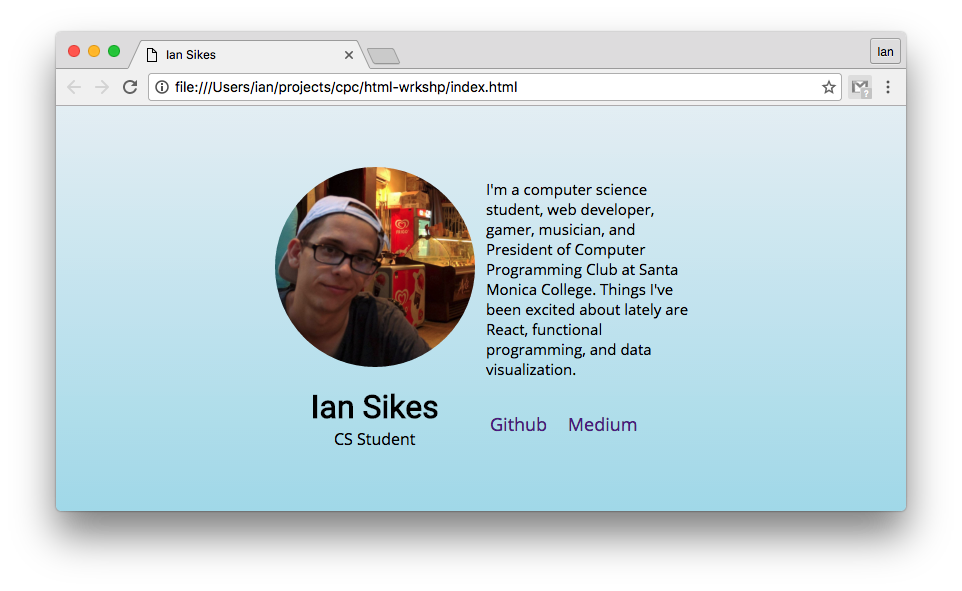 Ian Sikes
Ian
file:///Users/ian/projects/cpc/html-wrkshp/index.html
I'm a computer science
student, web developer,
gamer, musician, and
President of Computer
Programming Club at Santa
Monica College. Things I've
been excited about lately are
React, functional
programming, and data
visualization.
Ian Sikes
CS Student
Github Medium